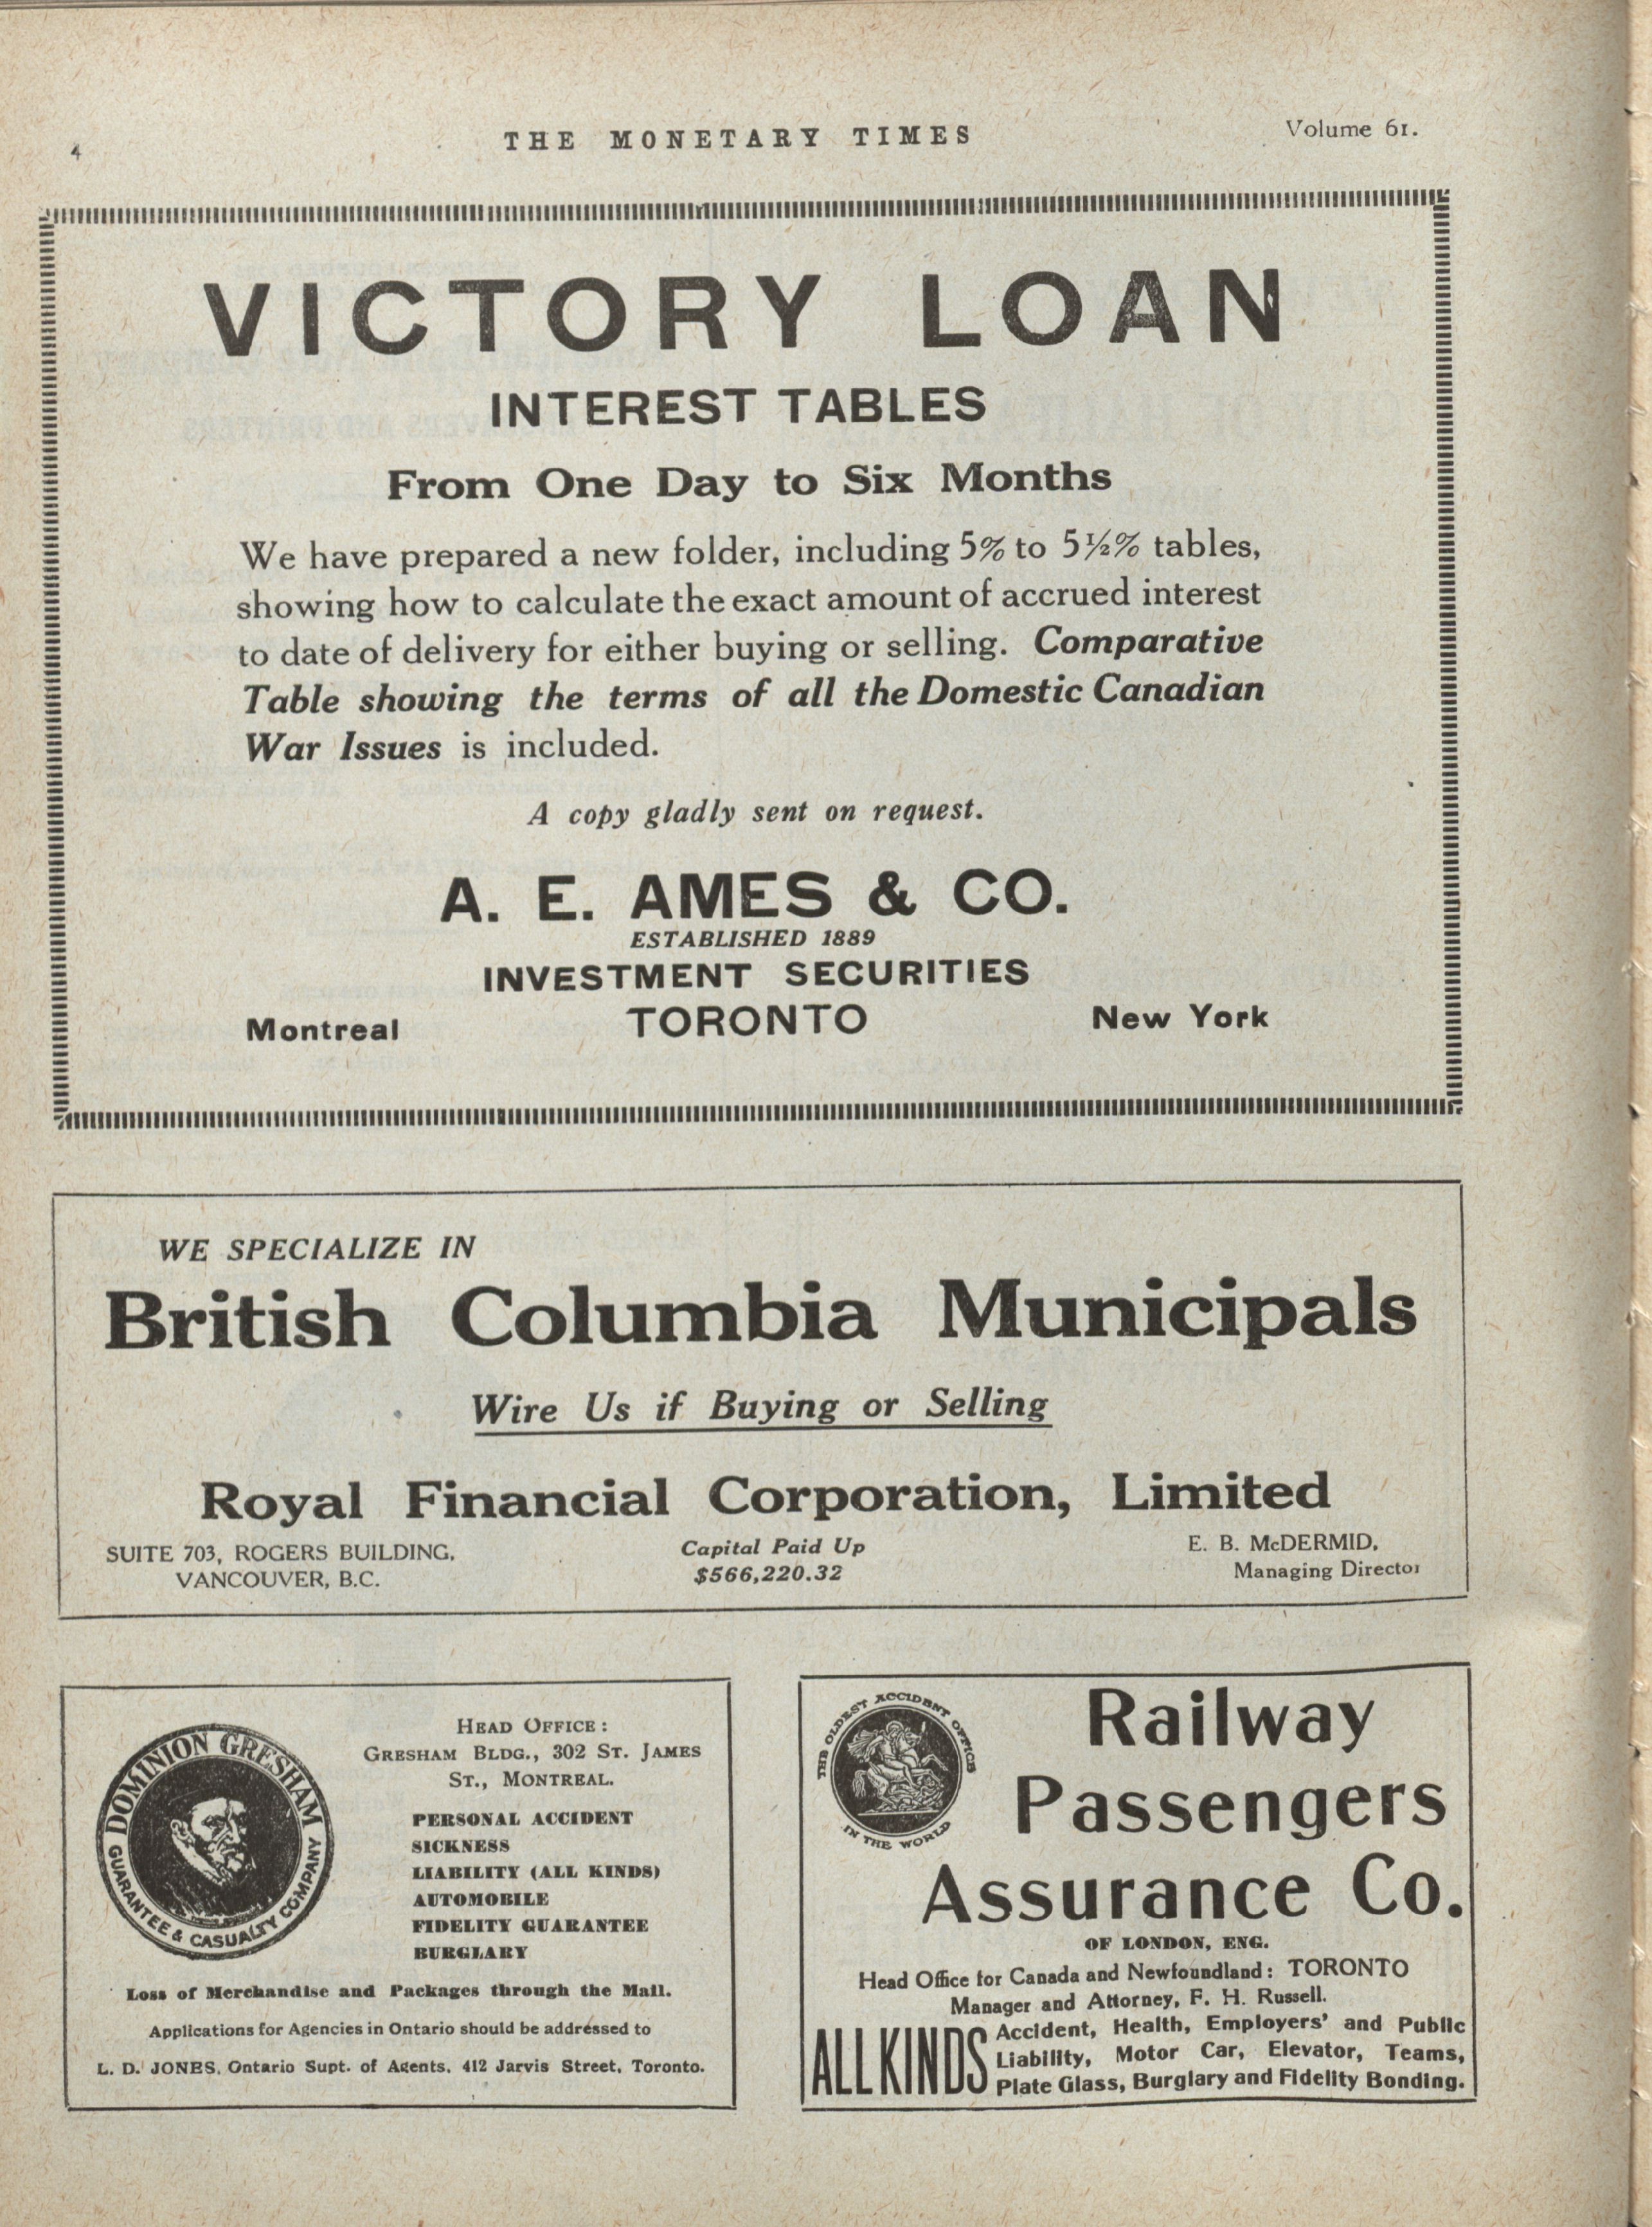 4
THE MONETARY TIMES
Volume 61.
VICTORY LOAN
INTEREST TABLES
From One Day to Six Months
We have prepared a new folder, including 5% to 5½% tables,
showing how to calculate the exact amount of accrued interest
to date of delivery for either buying or selling. Comparative
Table showing the terms of all the Domestic Canadian
War Issues is included.
A copy gladly sent on request.
A. E. AMES & CO.
ESTABLISHED 1889
INVESTMENT SECURITIES
Montreal TORONTO New York
WE SPECIALIZE IN
British Columbia Municipals
Wire Us if Buying or Selling
Royal Financial Corporation, Limited
SUITE 703, ROGERS BUILDING,
VANCOUVER, B.C.
Capital Paid Up
$566,220.32
E. B. McDERMID,
Managing Director
DOMINION GRESHAM
GUARANTEE & CASUALTY COMPANY
HEAD OFFICE:
GRESHAM BLDG., 302 ST. JAMES
ST., MONTREAL.
PERSONAL ACCIDENT
SICKNESS
LIABILITY (ALL KINDS)
AUTOMOBILE
FIDELITY GUARANTEE
BURGLARY
Loss of Merchandise and Packages through the Mail.
Applications for Agencies in Ontario should be addressed to
L. D. JONES, Ontario Supt. of Agents, 412 Jarvis Street, Toronto.
THE OLDEST ACCIDENT OFFICE
IN THE WORLD
Railway
Passengers
Assurance Co.
OF LONDON, ENG.
Head Office for Canada and Newfoundland: TORONTO
Manager and Attorney, F. H. Russell.
ALL KINDS
Accident, Health, Employers' and Public
Liability, Motor Car, Elevator, Teams,
Plate Glass, Burglary and Fidelity Bonding.